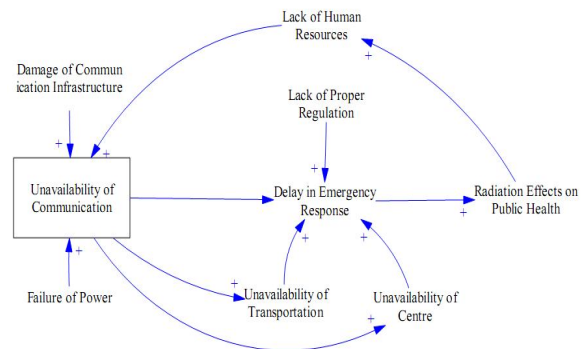 Lack of Human
Resources
Damage of Commun
ication Infrastructure
Lack of Proper
Regulation
Unavailability of
Communication
Delay in Emergency
Response
Radiation Effects on
Public Health
Failure of Power
Unavailability of
Transportation
Unavailability of
Centre
+
+
+
+
+
+
+
+
+
+